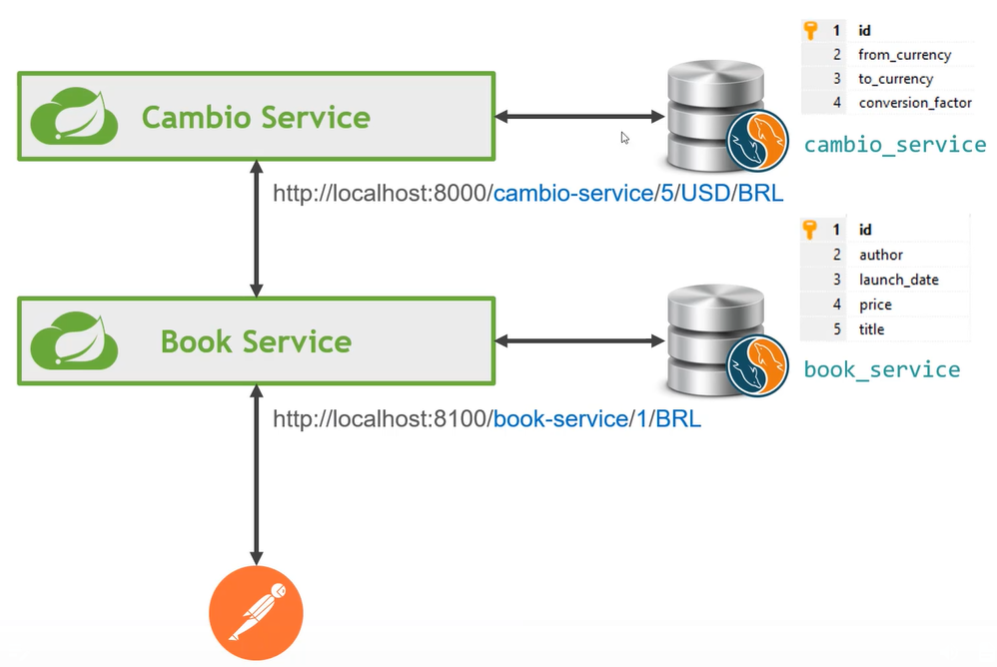 1 id
2 from_currency
3 to_currency
4 conversion_factor
Cambio Service
cambio_service
http://localhost:8000/cambio-service/5/USD/BRL
1 id
2 author
3 launch_date
4 price
5 title
Book Service
book_service
http://localhost:8100/book-service/1/BRL